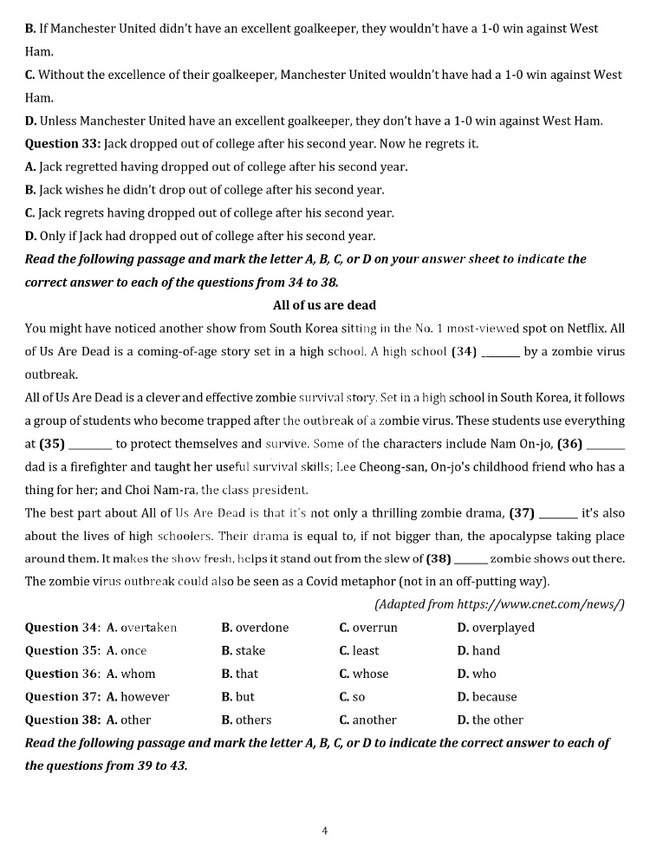 B. If Manchester United didn't have an excellent goalkeeper, they wouldn't have a 1-0 win against West
Ham.
C. Without the excellence of their goalkeeper, Manchester United wouldn't have had a 1-0 win against West
Ham.
D. Unless Manchester United have an excellent goalkeeper, they don't have a 1-0 win against West Ham.
Question 33: Jack dropped out of college after his second year. Now he regrets it.
A. Jack regretted having dropped out of college after his second year.
B. Jack wishes he didn't drop out of college after his second year.
C. Jack regrets having dropped out of college after his second year.
D. Only if Jack had dropped out of college after his second year.
Read the following passage and mark the letter A, B, C, or D on your answer sheet to indicate the
correct answer to each of the questions from 34 to 38.
All of us are dead
You might have noticed another show from South Korea sitting in the No. 1 most-viewed spot on Netflix. All
of Us Are Dead is a coming-of-age story set in a high school. A high school (34) ______ by a zombie virus
outbreak.
All of Us Are Dead is a clever and effective zombie survival story. Set in a high school in South Korea, it follows
a group of students who become trapped after the outbreak of a zombie virus. These students use everything
at (35) _______ to protect themselves and survive. Some of the characters include Nam On-jo, (36) ______
dad is a firefighter and taught her useful survival skills; Lee Cheong-san, On-jo's childhood friend who has a
thing for her; and Choi Nam-ra, the class president.
The best part about All of Us Are Dead is that it's not only a thrilling zombie drama, (37) ______ it's also
about the lives of high schoolers. Their drama is equal to, if not bigger than, the apocalypse taking place
around them. It makes the show fresh, helps it stand out from the slew of (38) _____ zombie shows out there.
The zombie virus outbreak could also be seen as a Covid metaphor (not in an off-putting way).
(Adapted from https://www.cnet.com/news/)
Question 34: A. overtaken B. overdone C. overrun D. overplayed
Question 35: A. once B. stake C. least D. hand
Question 36: A. whom B. that C. whose D. who
Question 37: A. however B. but C. so D. because
Question 38: A. other B. others C. another D. the other
Read the following passage and mark the letter A, B, C, or D to indicate the correct answer to each of
the questions from 39 to 43.
4